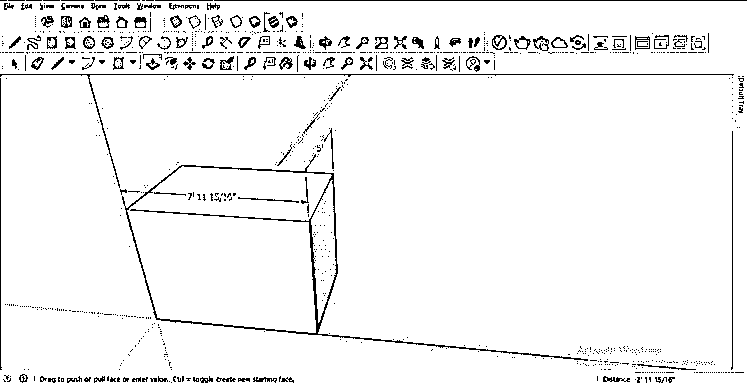 File Edit View Camera Draw Tools Window Extensions Help
Default Tray
7' 11 15/16"
Activate Windows
Drag to push or pull face or enter value. Ctrl = toggle create new starting face.
Distance -2' 11 15/16"